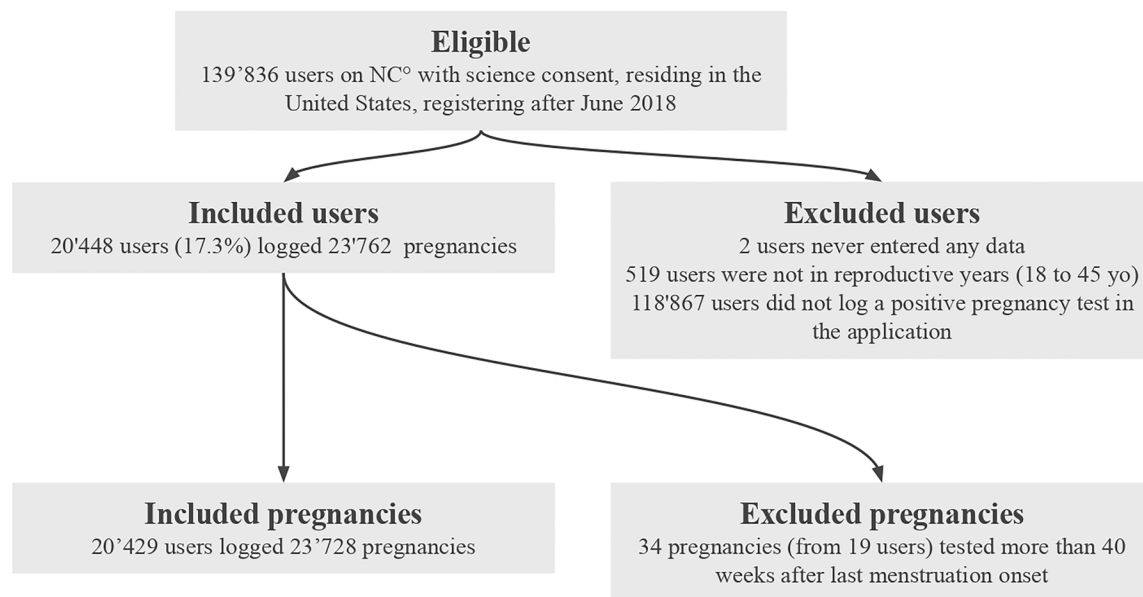 Eligible
139’836 users on NC° with science consent, residing in the
United States, registering after June 2018
Included users
20'448 users (17.3%) logged 23'762 pregnancies
Excluded users
2 users never entered any data
519 users were not in reproductive years (18 to 45 yo)
118'867 users did not log a positive pregnancy test in
the application
Included pregnancies
20’429 users logged 23’728 pregnancies
Excluded pregnancies
34 pregnancies (from 19 users) tested more than 40
weeks after last menstruation onset